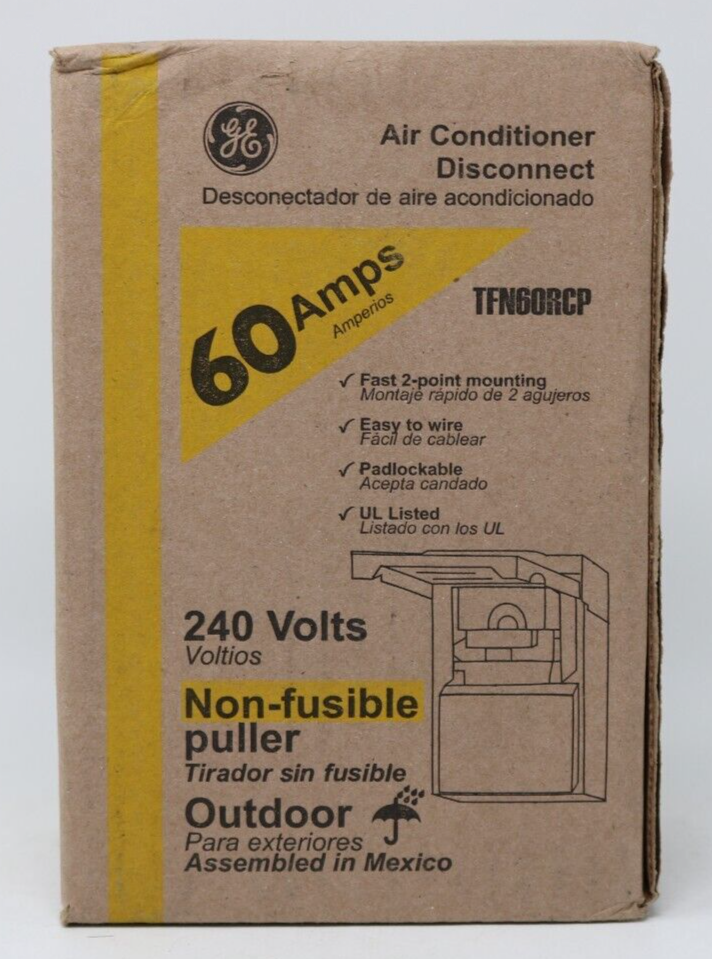 GE
Air Conditioner
Disconnect
Desconectador de aire acondicionado
60 Amps
Amperios
TFN60RCP
✓ Fast 2-point mounting
Montaje rápido de 2 agujeros
✓ Easy to wire
Fácil de cablear
✓ Padlockable
Acepta candado
✓ UL Listed
Listado con los UL
240 Volts
Voltios
Non-fusible
puller
Tirador sin fusible
Outdoor
Para exteriores
Assembled in Mexico